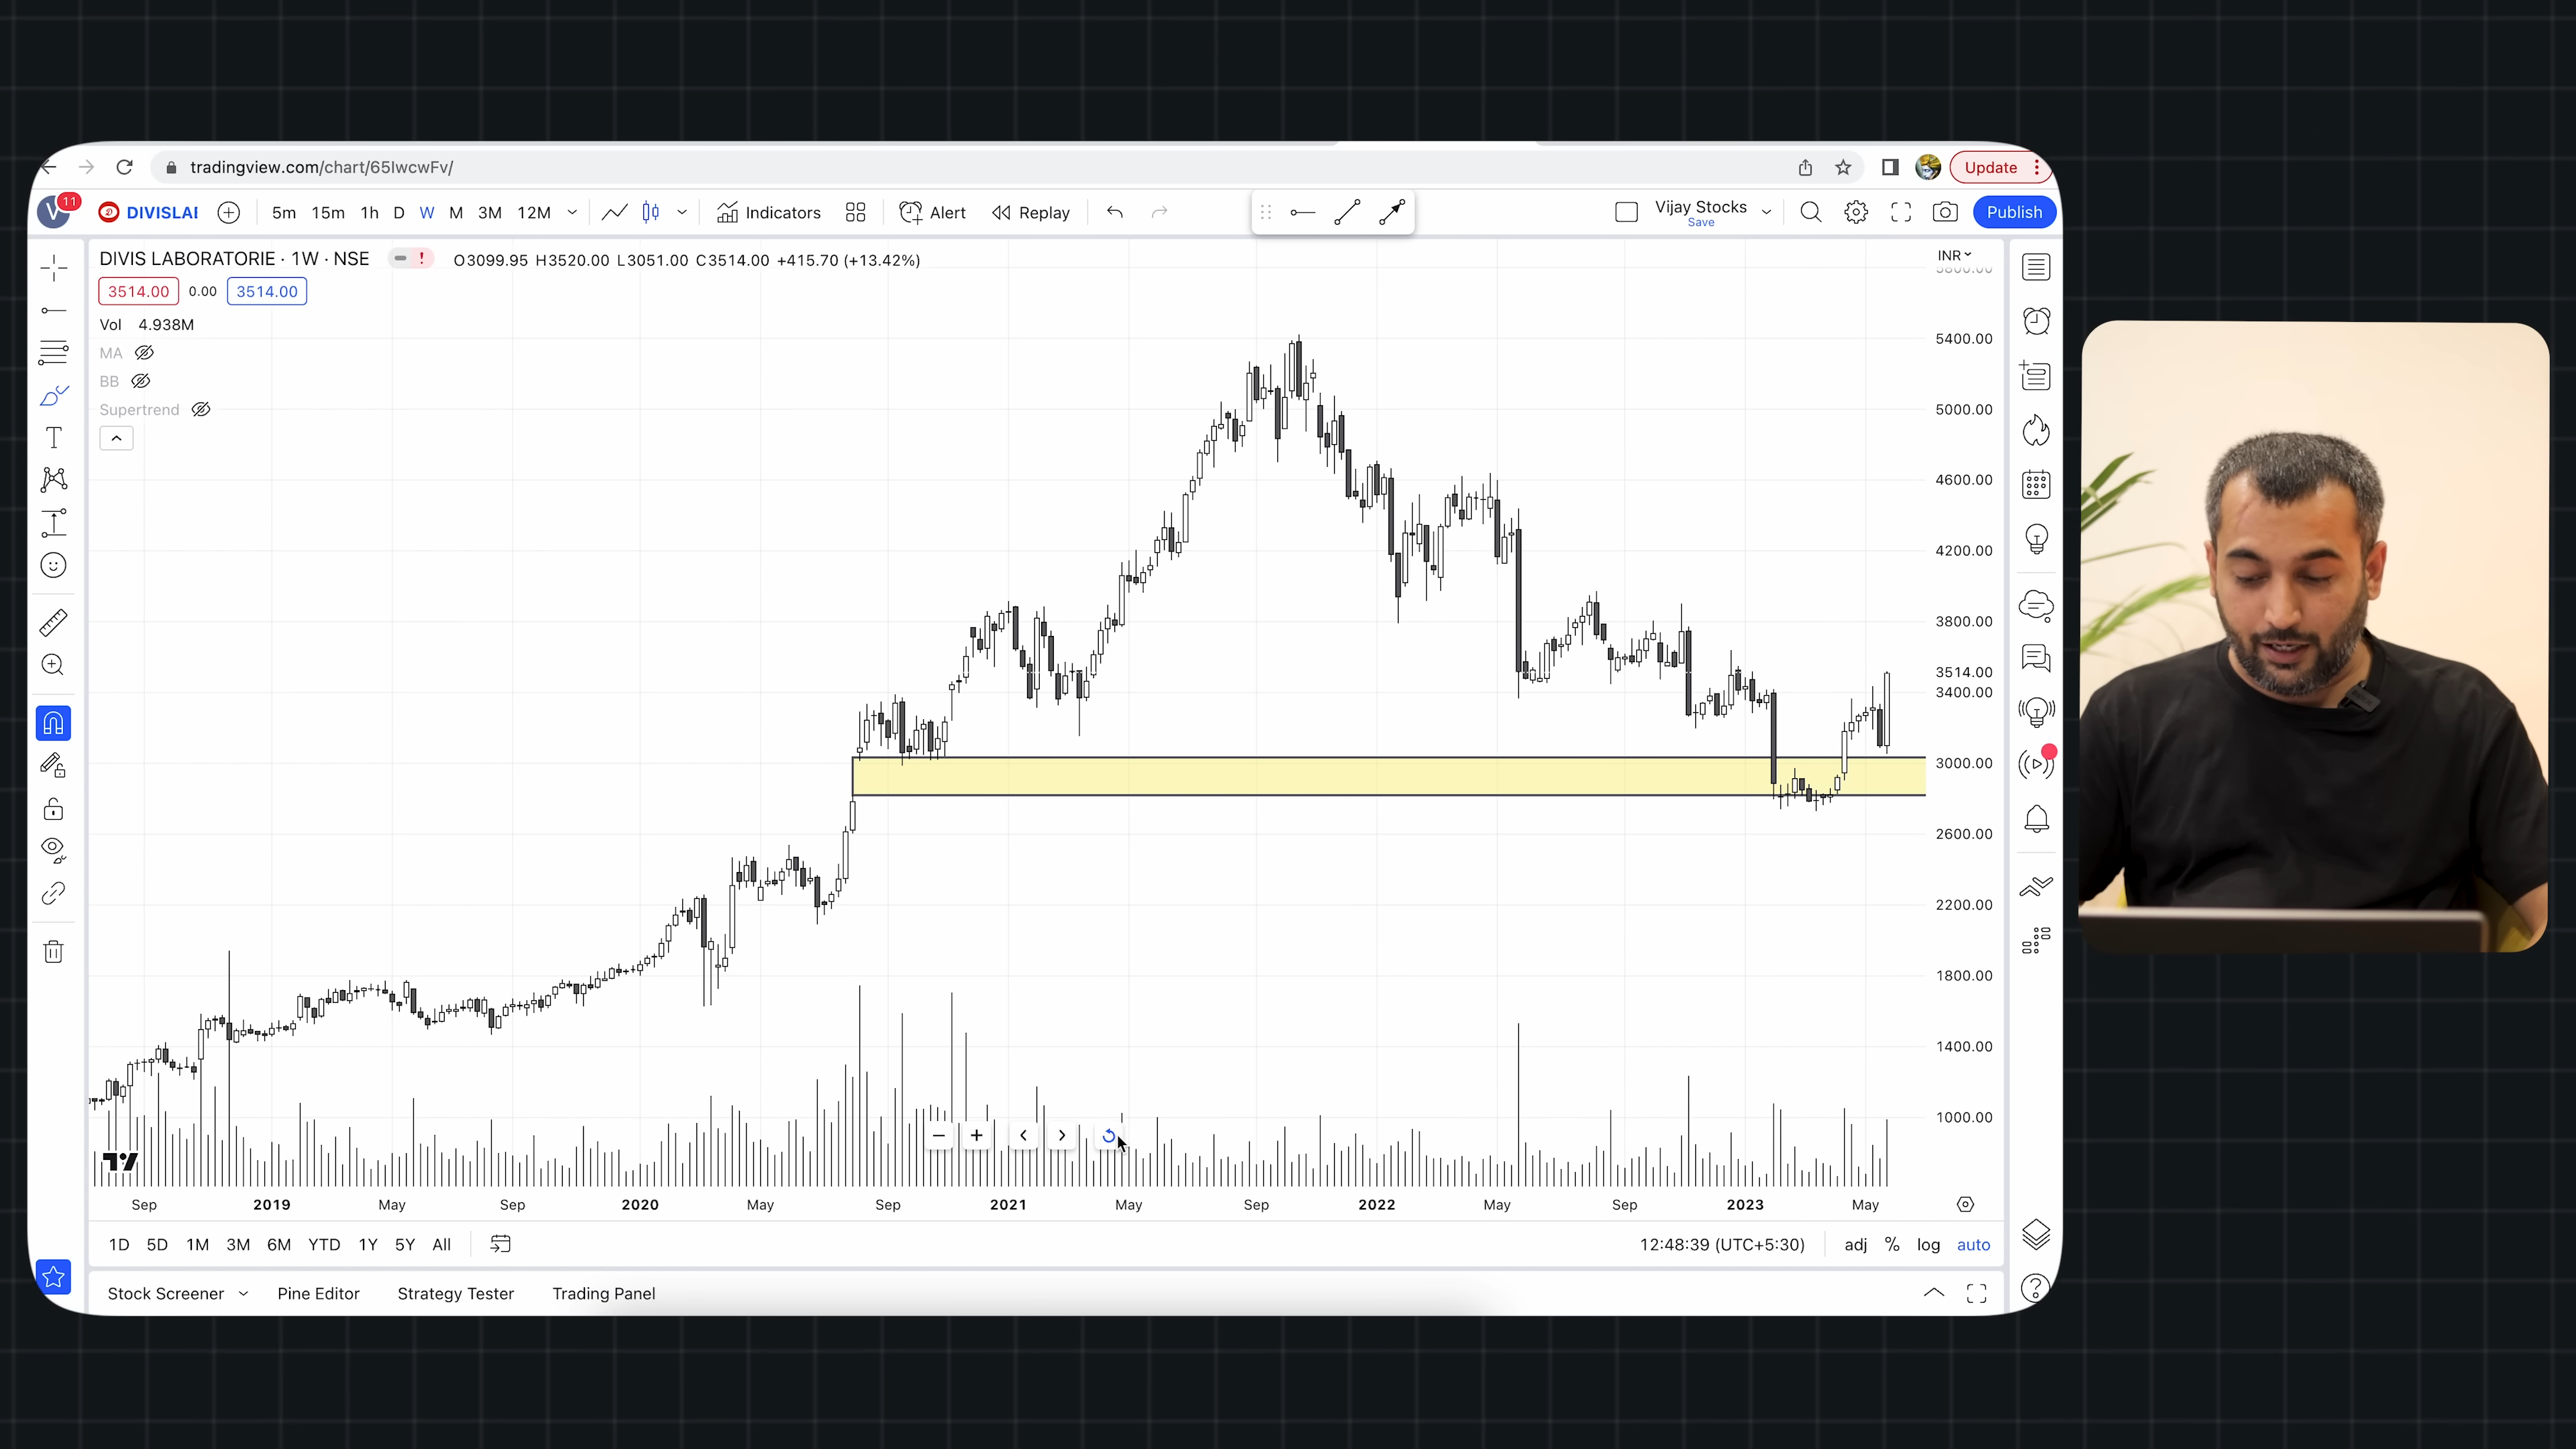 tradingview.com/chart/65IwcwFv/
Update
V 11
DIVISLAI 5m 15m 1h D W M 3M 12M Indicators Alert Replay
Vijay Stocks
Save
Publish
DIVIS LABORATORIE · 1W · NSE ! O3099.95 H3520.00 L3051.00 C3514.00 +415.70 (+13.42%)
INR
3514.00 0.00 3514.00
Vol 4.938M
MA
BB
Supertrend
5800.00
5400.00
5000.00
4600.00
4200.00
3800.00
3514.00
3400.00
3000.00
2600.00
2200.00
1800.00
1400.00
1000.00
Sep 2019 May Sep 2020 May Sep 2021 May Sep 2022 May Sep 2023 May
1D 5D 1M 3M 6M YTD 1Y 5Y All
12:48:39 (UTC+5:30) adj % log auto
Stock Screener Pine Editor Strategy Tester Trading Panel